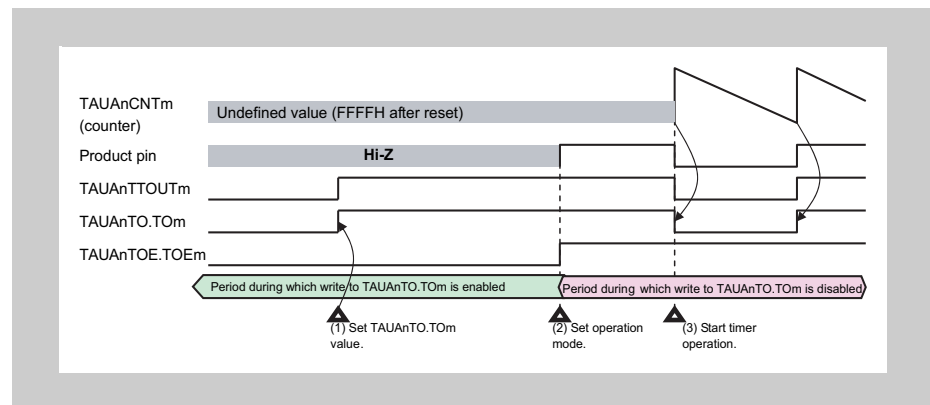 TAUAnCNTm
(counter)
Undefined value (FFFFH after reset)
Product pin
Hi-Z
TAUAnTTOUTm
TAUAnTO.TOm
TAUAnTOE.TOEm
Period during which write to TAUAnTO.TOm is enabled
Period during which write to TAUAnTO.TOm is disabled
(1) Set TAUAnTO.TOm
value.
(2) Set operation
mode.
(3) Start timer
operation.